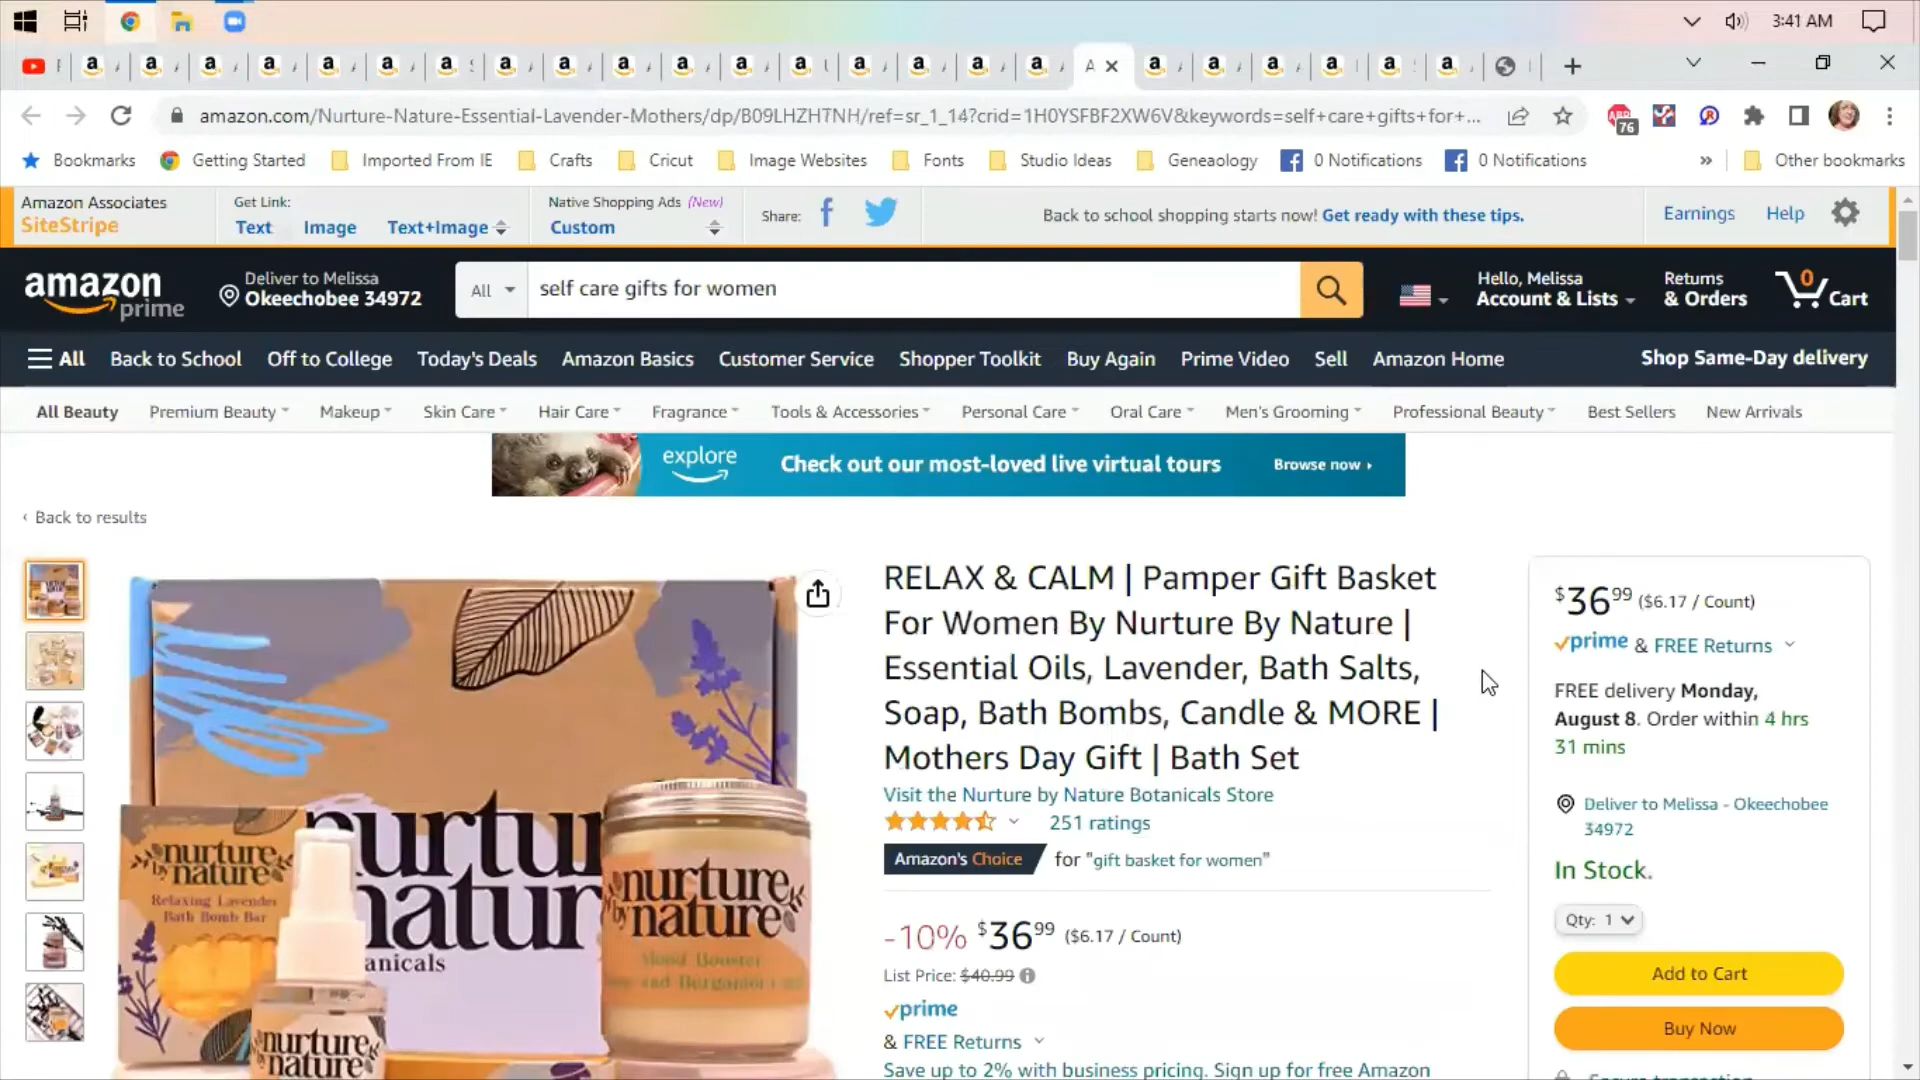 3:41 AM
amazon.com/Nurture-Nature-Essential-Lavender-Mothers/dp/B09LHZHTNH/ref=sr_1_14?crid=1H0YSFBF2XW6V&keywords=self+care+gifts+for+...
76
Bookmarks Getting Started Imported From IE Crafts Cricut Image Websites Fonts Studio Ideas Geneaology 0 Notifications 0 Notifications » Other bookmarks
Amazon Associates
SiteStripe
Get Link:
Text Image Text+Image
Native Shopping Ads (New)
Custom
Share:
Back to school shopping starts now! Get ready with these tips.
Earnings Help
amazon
prime
Deliver to Melissa
Okeechobee 34972
All
self care gifts for women
Hello, Melissa
Account & Lists
Returns
& Orders
0
Cart
All Back to School Off to College Today's Deals Amazon Basics Customer Service Shopper Toolkit Buy Again Prime Video Sell Amazon Home Shop Same-Day delivery
All Beauty Premium Beauty Makeup Skin Care Hair Care Fragrance Tools & Accessories Personal Care Oral Care Men's Grooming Professional Beauty Best Sellers New Arrivals
explore Check out our most-loved live virtual tours Browse now
‹ Back to results
RELAX & CALM | Pamper Gift Basket
For Women By Nurture By Nature |
Essential Oils, Lavender, Bath Salts,
Soap, Bath Bombs, Candle & MORE |
Mothers Day Gift | Bath Set
Visit the Nurture by Nature Botanicals Store
251 ratings
Amazon's Choice for "gift basket for women"
-10% $36 99 ($6.17 / Count)
List Price: $40.99
prime
& FREE Returns
Save up to 2% with business pricing. Sign up for free Amazon
$36 99 ($6.17 / Count)
prime & FREE Returns
FREE delivery Monday,
August 8. Order within 4 hrs
31 mins
Deliver to Melissa - Okeechobee
34972
In Stock.
Qty: 1
Add to Cart
Buy Now
nurture
by nature
Relaxing Lavender
Bath Bomb Bar
nurtu
natur
anicals
nurture
by nature
Mood Booster
nurture
by nature